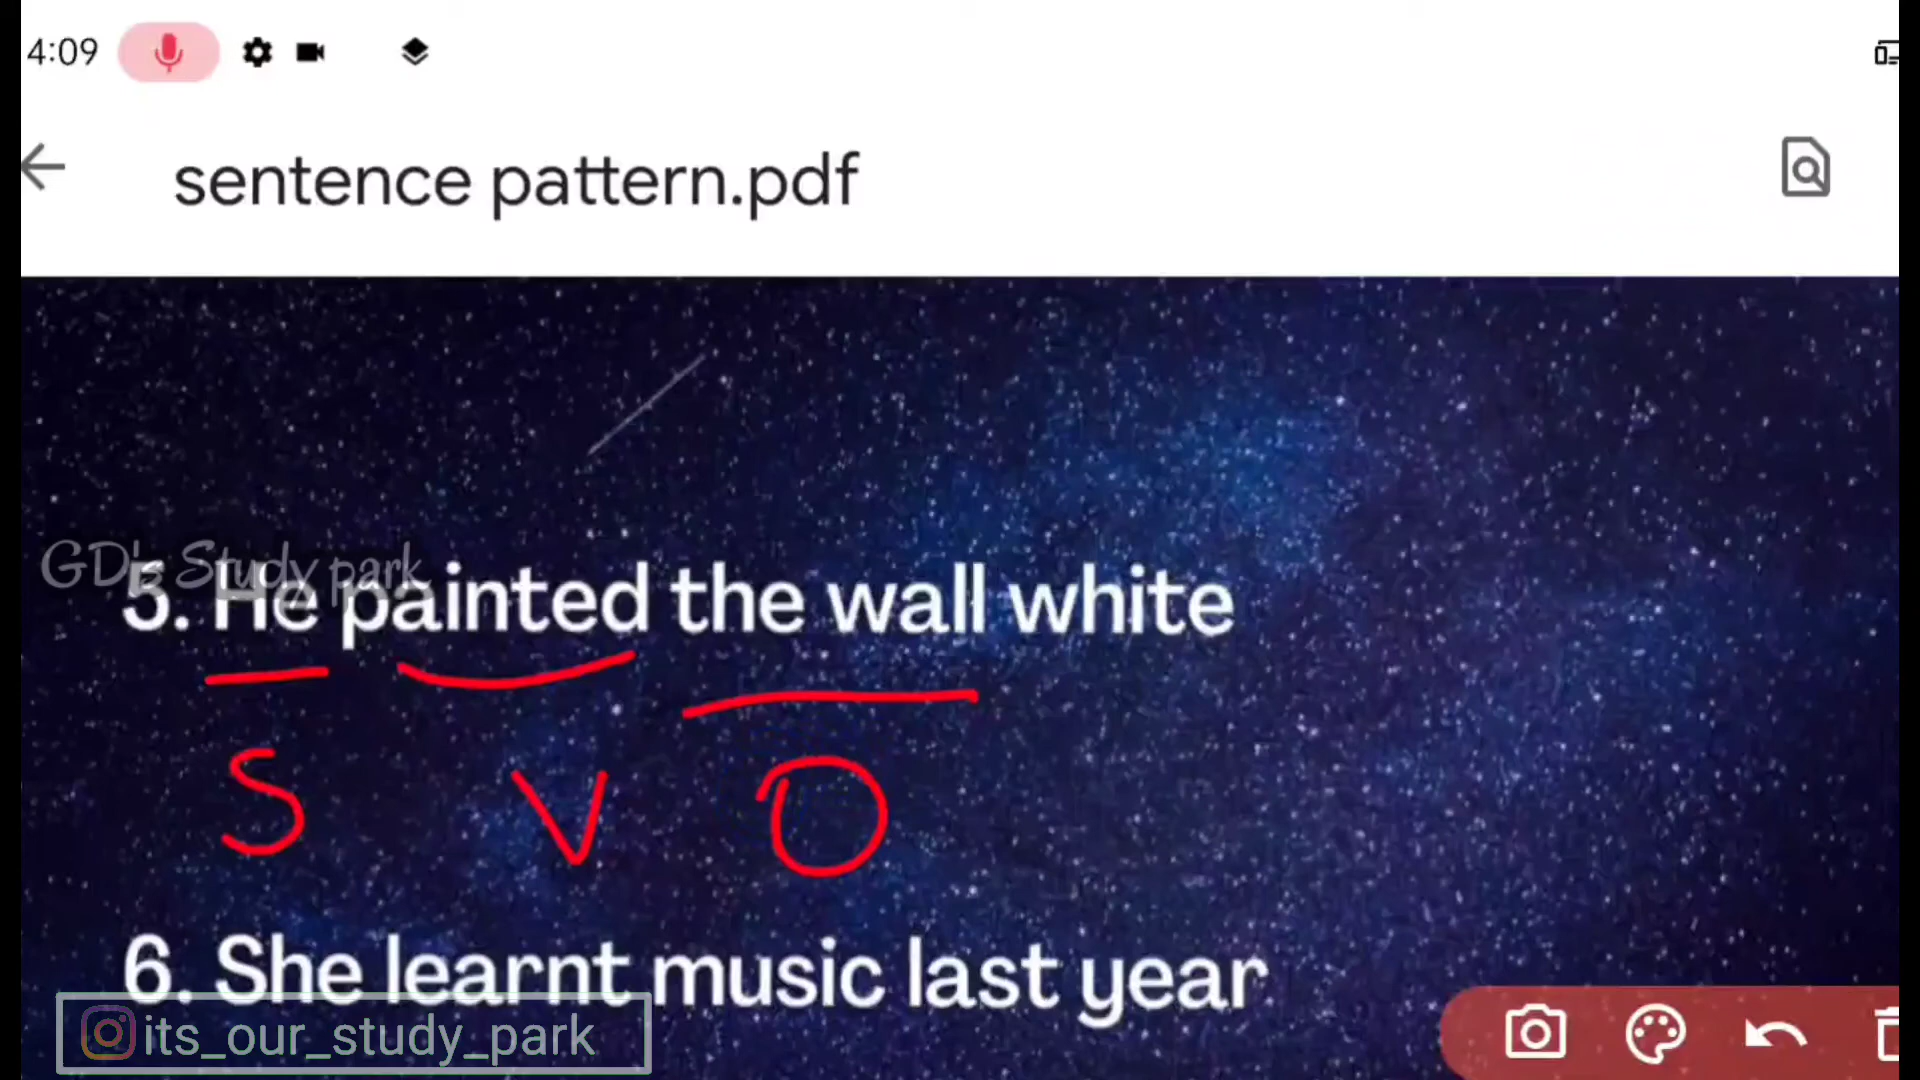 4:09
sentence pattern.pdf
GD's Study park
5. He painted the wall white
S V O
6. She learnt music last year
its_our_study_park